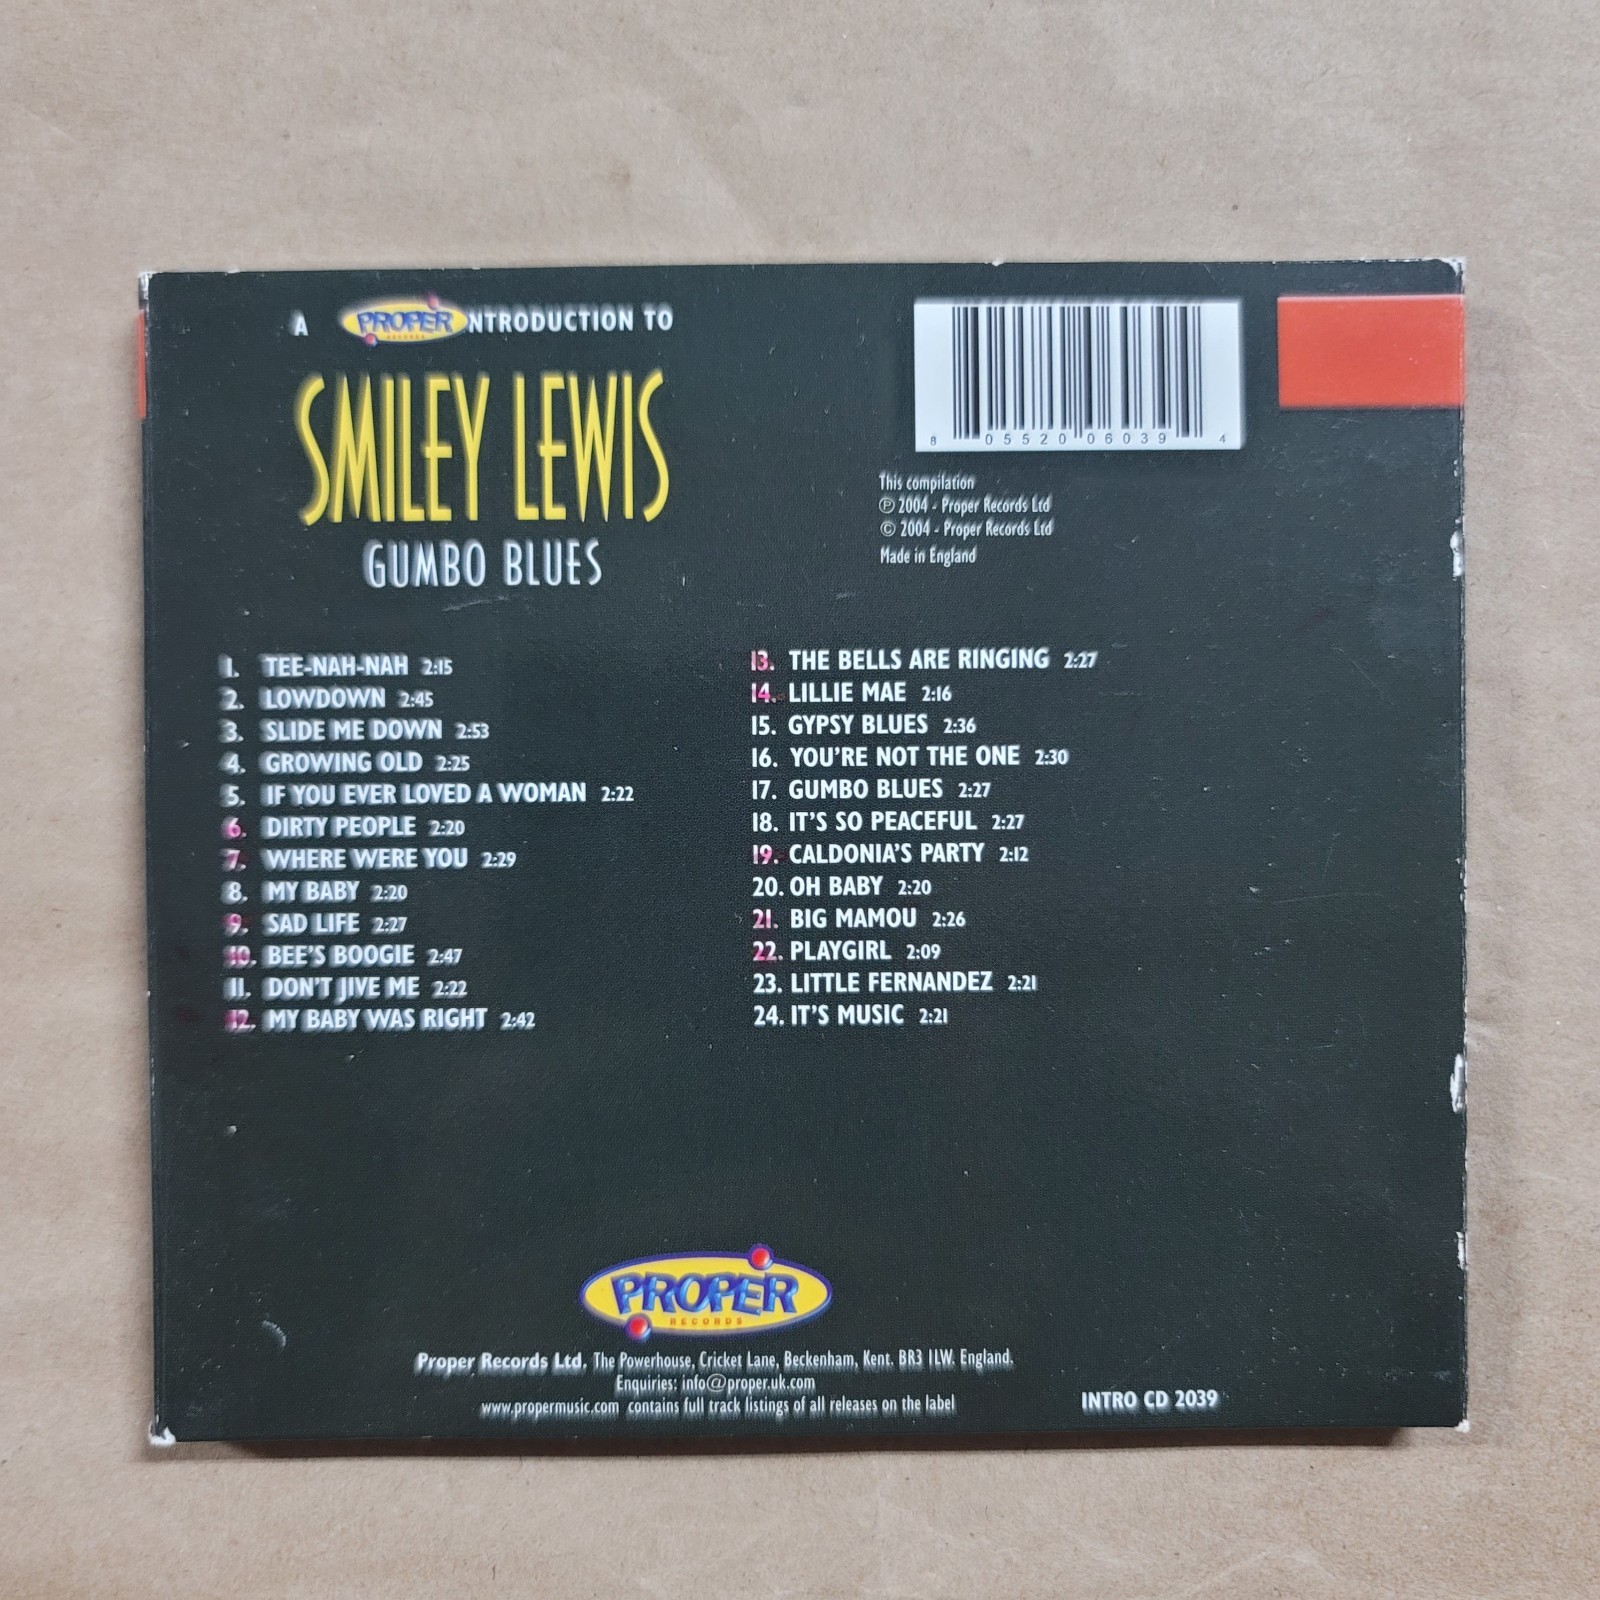 A PROPER INTRODUCTION TO
RECORDS
SMILEY LEWIS
GUMBO BLUES
8 05520 06039 4
This compilation
℗ 2004 - Proper Records Ltd
© 2004 - Proper Records Ltd
Made in England
1. TEE-NAH-NAH 2:15
2. LOWDOWN 2:45
3. SLIDE ME DOWN 2:53
4. GROWING OLD 2:25
5. IF YOU EVER LOVED A WOMAN 2:22
6. DIRTY PEOPLE 2:20
7. WHERE WERE YOU 2:29
8. MY BABY 2:20
9. SAD LIFE 2:27
10. BEE'S BOOGIE 2:47
11. DON'T JIVE ME 2:22
12. MY BABY WAS RIGHT 2:42
13. THE BELLS ARE RINGING 2:27
14. LILLIE MAE 2:16
15. GYPSY BLUES 2:36
16. YOU'RE NOT THE ONE 2:30
17. GUMBO BLUES 2:27
18. IT'S SO PEACEFUL 2:27
19. CALDONIA'S PARTY 2:12
20. OH BABY 2:20
21. BIG MAMOU 2:26
22. PLAYGIRL 2:09
23. LITTLE FERNANDEZ 2:21
24. IT'S MUSIC 2:21
PROPER
RECORDS
Proper Records Ltd. The Powerhouse, Cricket Lane, Beckenham, Kent. BR3 1LW. England.
Enquiries: info@proper.uk.com
www.propermusic.com contains full track listings of all releases on the label
INTRO CD 2039